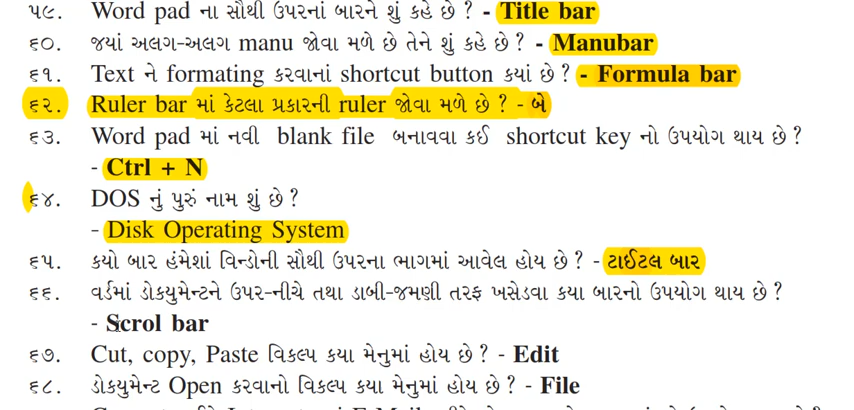 ૫૯. Word pad ના સૌથી ઉપરનાં બારને શું કહે છે ? - Title bar
૬૦. જયાં અલગ-અલગ manu જોવા મળે છે તેને શું કહે છે ? - Manubar
૬૧. Text ને formating કરવાનાં shortcut button કયાં છે ? - Formula bar
૬૨. Ruler bar માં કેટલા પ્રકારની ruler જોવા મળે છે ? - બે
૬૩. Word pad માં નવી blank file બનાવવા કઈ shortcut key નો ઉપયોગ થાય છે ?
- Ctrl + N
૬૪. DOS નું પુરું નામ શું છે ?
- Disk Operating System
૬૫. કયો બાર હંમેશાં વિન્ડોની સૌથી ઉપરના ભાગમાં આવેલ હોય છે ? - ટાઈટલ બાર
૬૬. વર્ડમાં ડોકયુમેન્ટને ઉપર-નીચે તથા ડાબી-જમણી તરફ ખસેડવા કયા બારનો ઉપયોગ થાય છે ?
- Scrol bar
૬૭. Cut, copy, Paste વિકલ્પ કયા મેનુમાં હોય છે ? - Edit
૬૮. ડોકયુમેન્ટ Open કરવાનો વિકલ્પ કયા મેનુમાં હોય છે ? - File